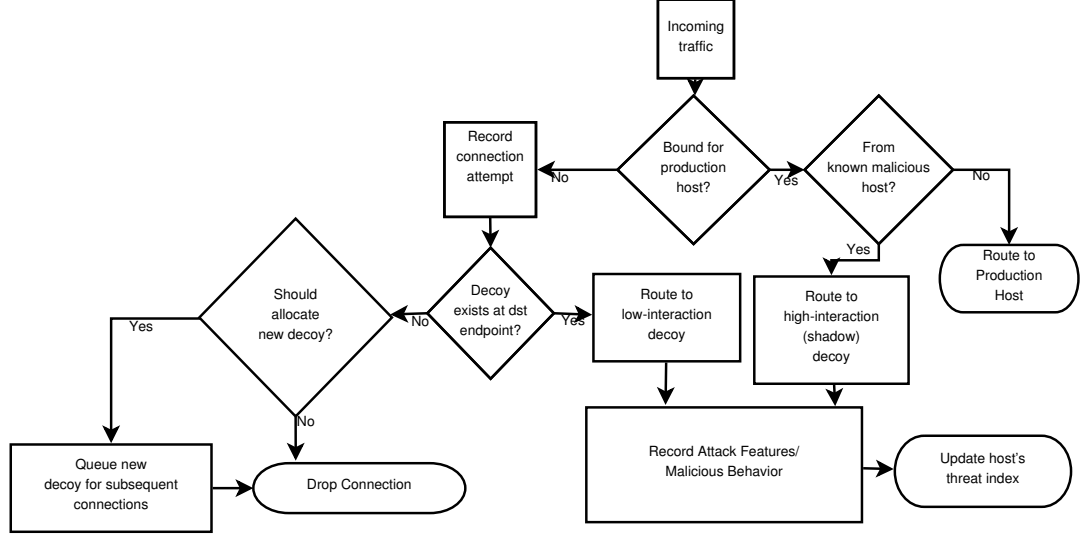 Incoming
traffic
Record
connection
attempt
No
Bound for
production
host?
Yes
From
known malicious
host?
No
Yes
Route to
Production
Host
Should
allocate
new decoy?
No
Decoy
exists at dst
endpoint?
Yes
Route to
low-interaction
decoy
Route to
high-interaction
(shadow)
decoy
Yes
No
Queue new
decoy for subsequent
connections
Drop Connection
Record Attack Features/
Malicious Behavior
Update host's
threat index